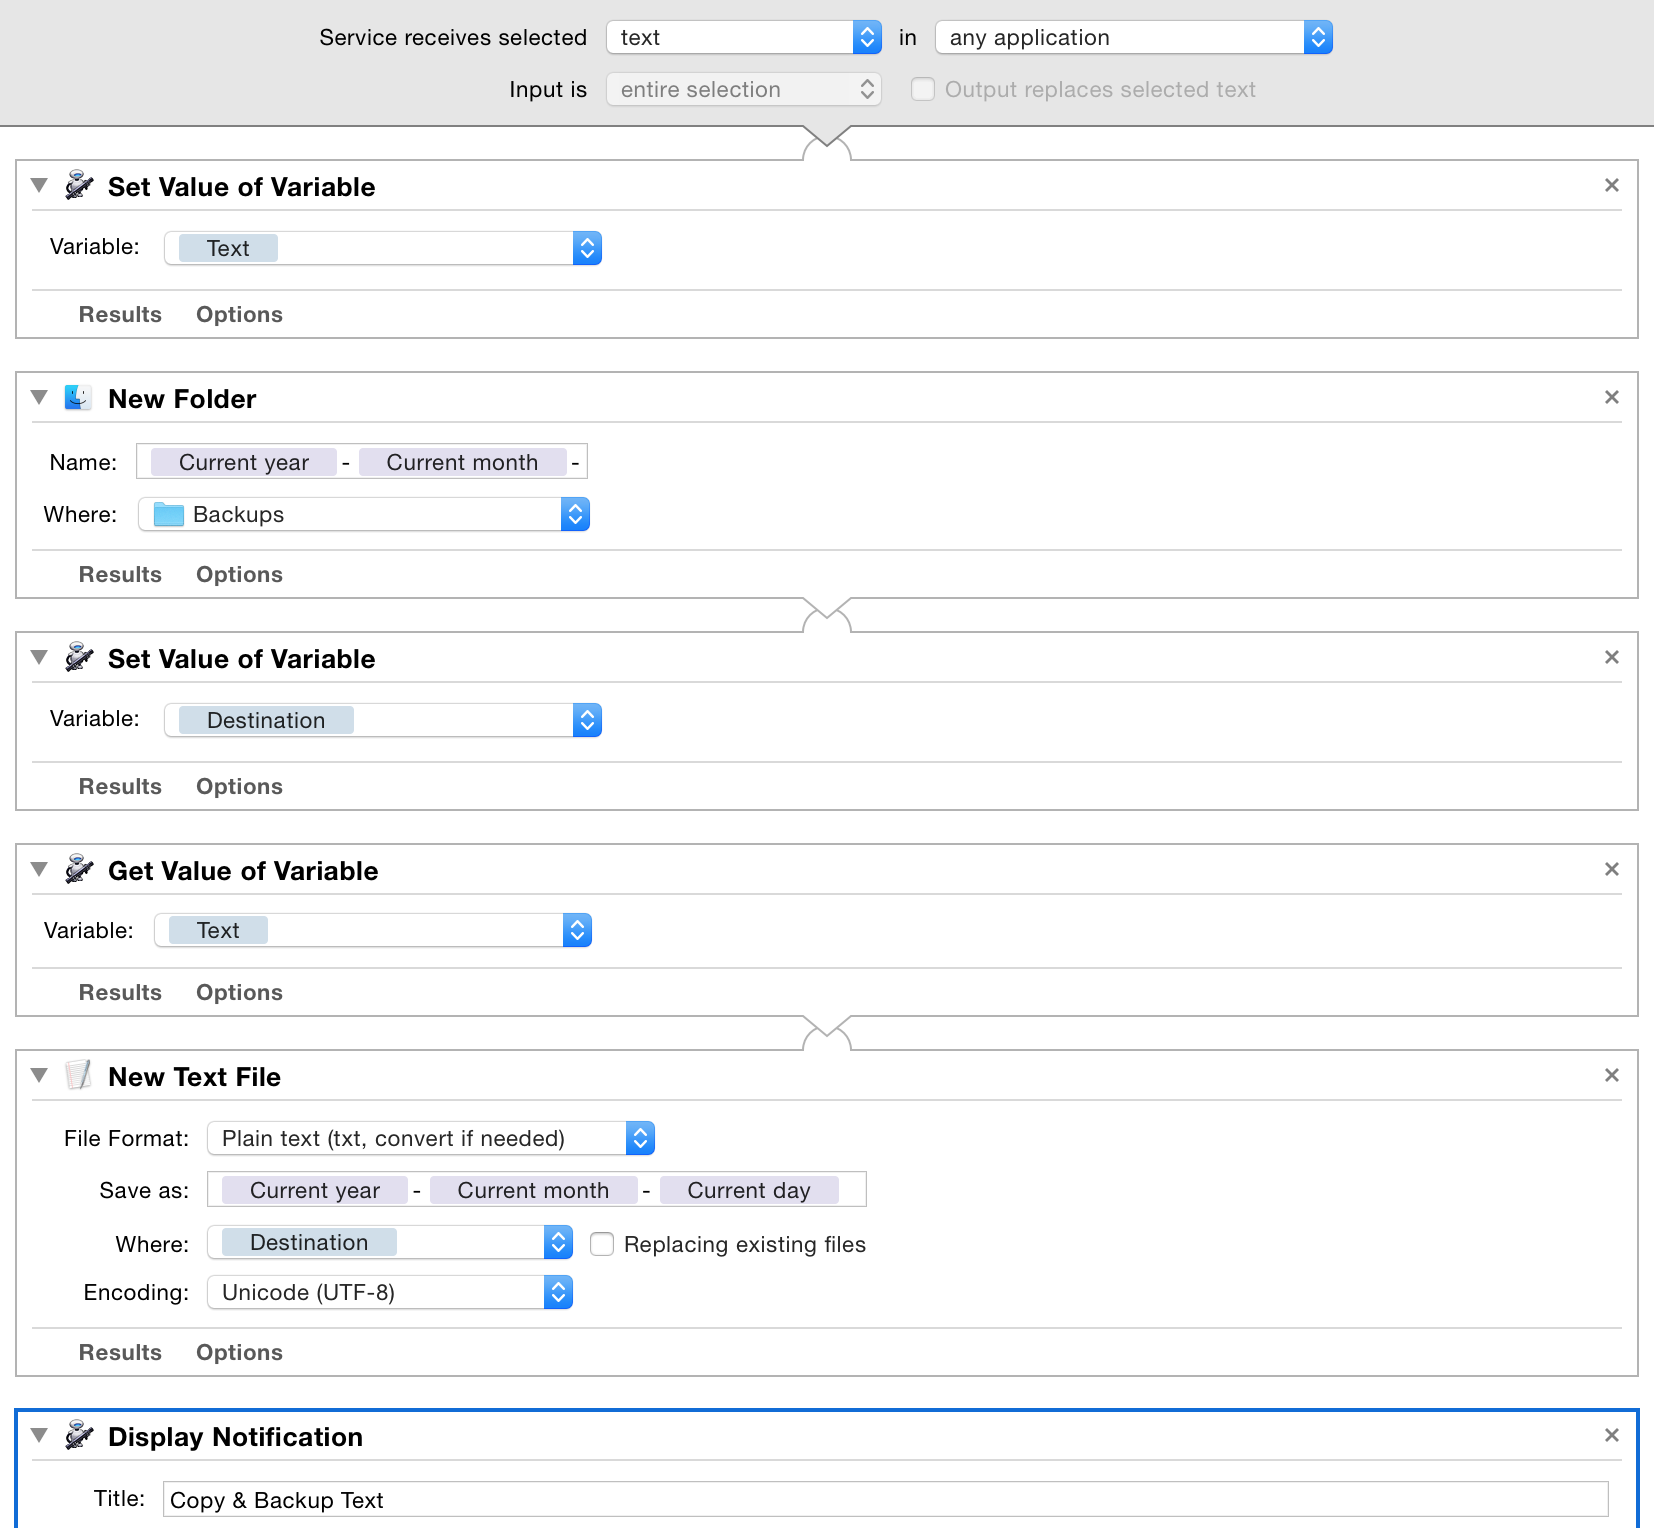 Service receives selected text in any application
Input is entire selection Output replaces selected text
Set Value of Variable
Variable: Text
Results Options
New Folder
Name: Current year - Current month -
Where: Backups
Results Options
Set Value of Variable
Variable: Destination
Results Options
Get Value of Variable
Variable: Text
Results Options
New Text File
File Format: Plain text (txt, convert if needed)
Save as: Current year - Current month - Current day
Where: Destination Replacing existing files
Encoding: Unicode (UTF-8)
Results Options
Display Notification
Title: Copy & Backup Text